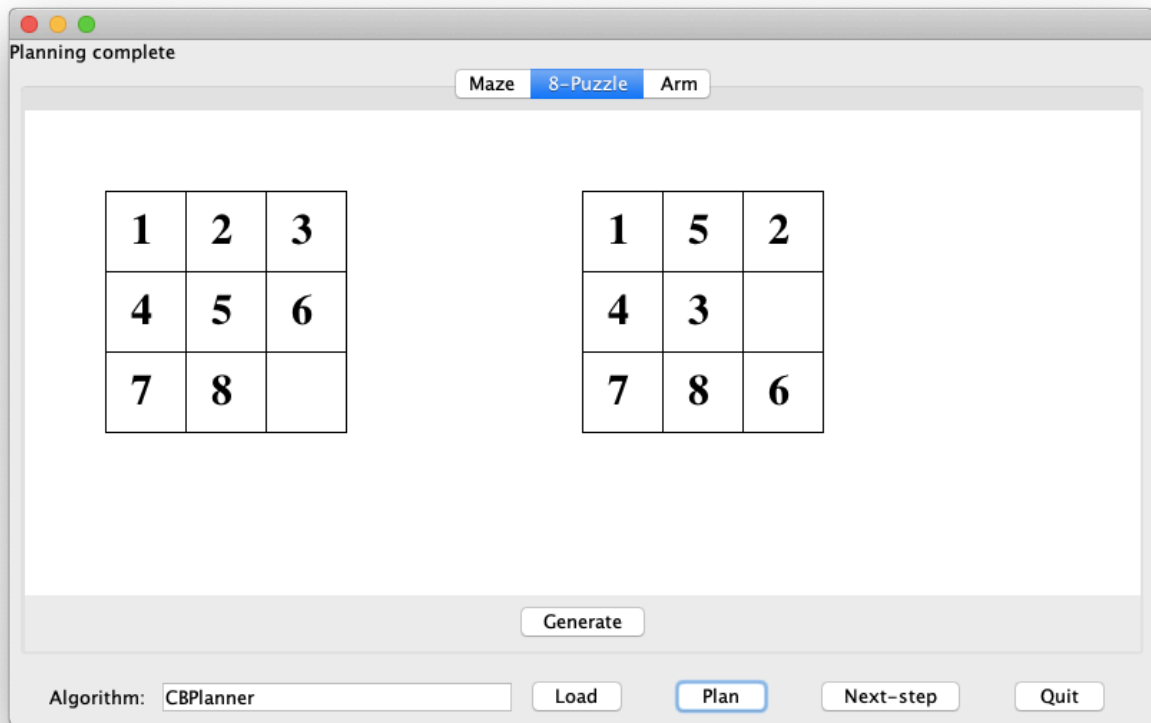 Planning complete
Maze 8-Puzzle Arm
1 2 3 1 5 2
4 5 6 4 3
7 8 7 8 6
Generate
Algorithm: CBPlanner Load Plan Next-step Quit